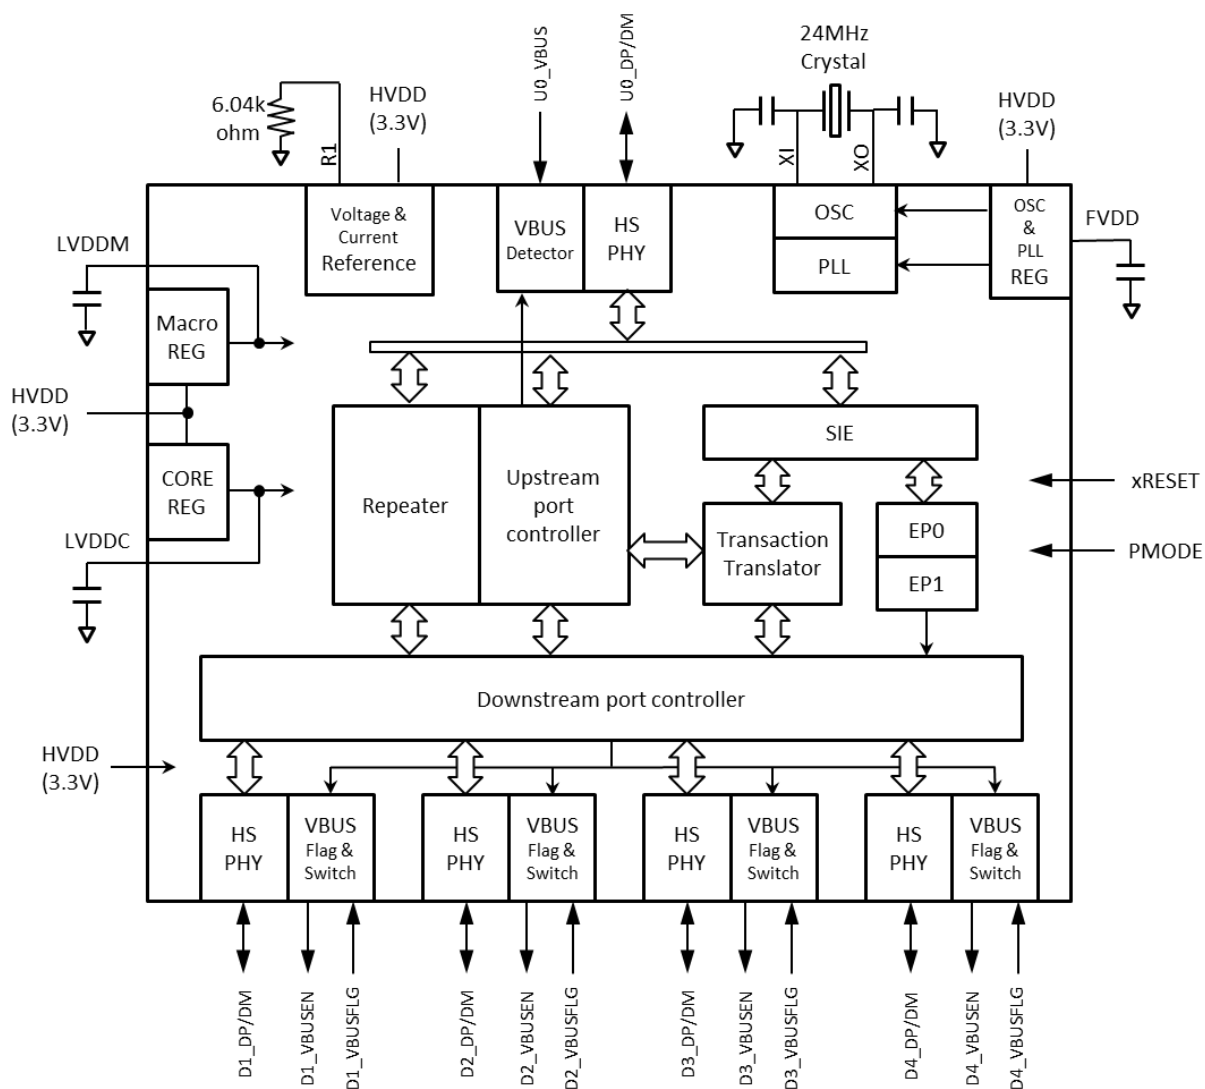 24MHz
Crystal
U0_VBUS
U0_DP/DM
6.04k
ohm
HVDD
(3.3V)
HVDD
(3.3V)
R1
XI
XO
Voltage &
Current
Reference
VBUS
Detector
HS
PHY
OSC
PLL
OSC
&
PLL
REG
FVDD
LVDDM
Macro
REG
HVDD
(3.3V)
CORE
REG
LVDDC
Repeater
Upstream
port
controller
SIE
Transaction
Translator
EP0
EP1
xRESET
PMODE
Downstream port controller
HVDD
(3.3V)
HS
PHY
VBUS
Flag &
Switch
HS
PHY
VBUS
Flag &
Switch
HS
PHY
VBUS
Flag &
Switch
HS
PHY
VBUS
Flag &
Switch
D1_DP/DM
D1_VBUSEN
D1_VBUSFLG
D2_DP/DM
D2_VBUSEN
D2_VBUSFLG
D3_DP/DM
D3_VBUSEN
D3_VBUSFLG
D4_DP/DM
D4_VBUSEN
D4_VBUSFLG